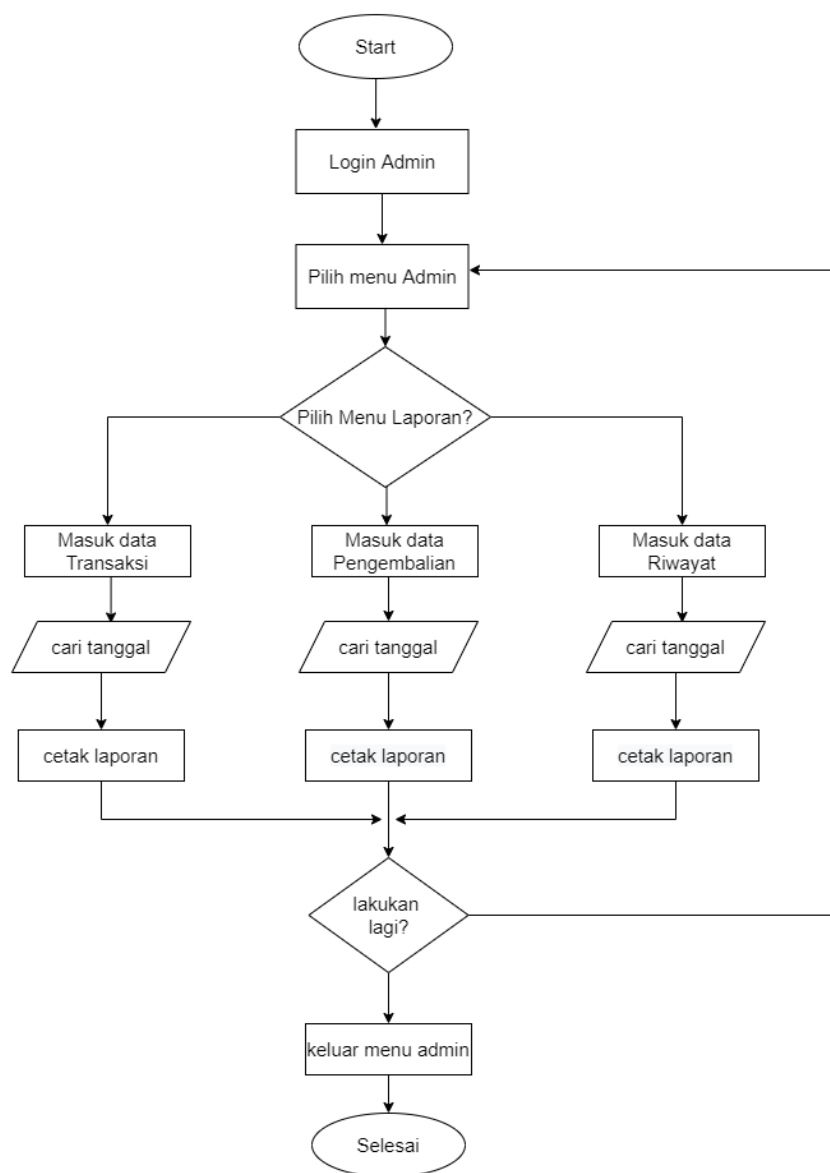 Start
Login Admin
Pilih menu Admin
Pilih Menu Laporan?
Masuk data
Transaksi
Masuk data
Pengembalian
Masuk data
Riwayat
cari tanggal
cari tanggal
cari tanggal
cetak laporan
cetak laporan
cetak laporan
lakukan
lagi?
keluar menu admin
Selesai